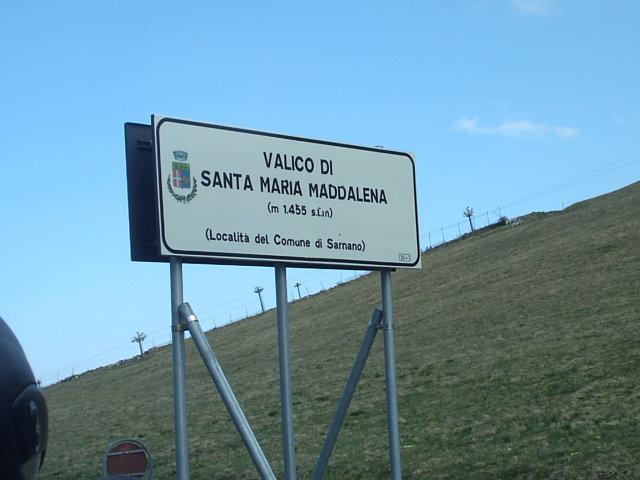 VALICO DI
SANTA MARIA MADDALENA
(m 1.455 s.l.m)
(Località del Comune di Sarnano)